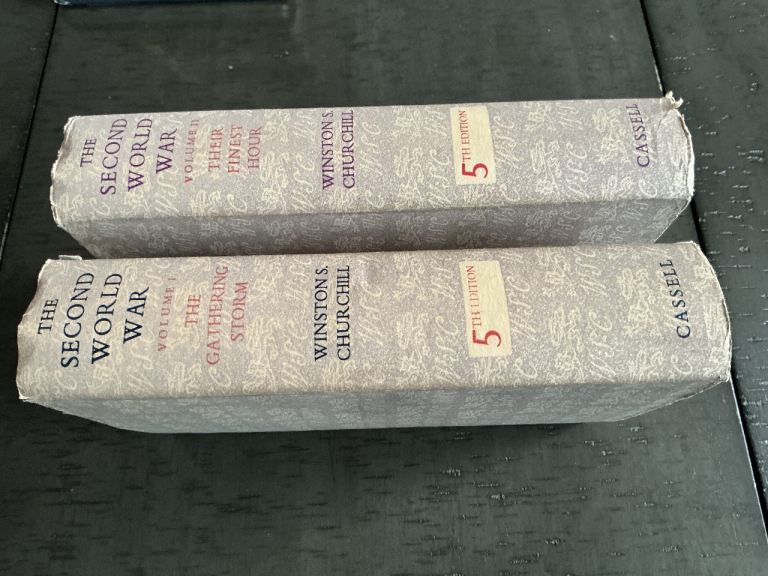 THE
SECOND
WORLD
WAR
VOLUME II
THEIR
FINEST
HOUR
WINSTON S.
CHURCHILL
5TH EDITION
CASSELL
THE
SECOND
WORLD
WAR
VOLUME I
THE
GATHERING
STORM
WINSTON S.
CHURCHILL
5TH EDITION
CASSELL